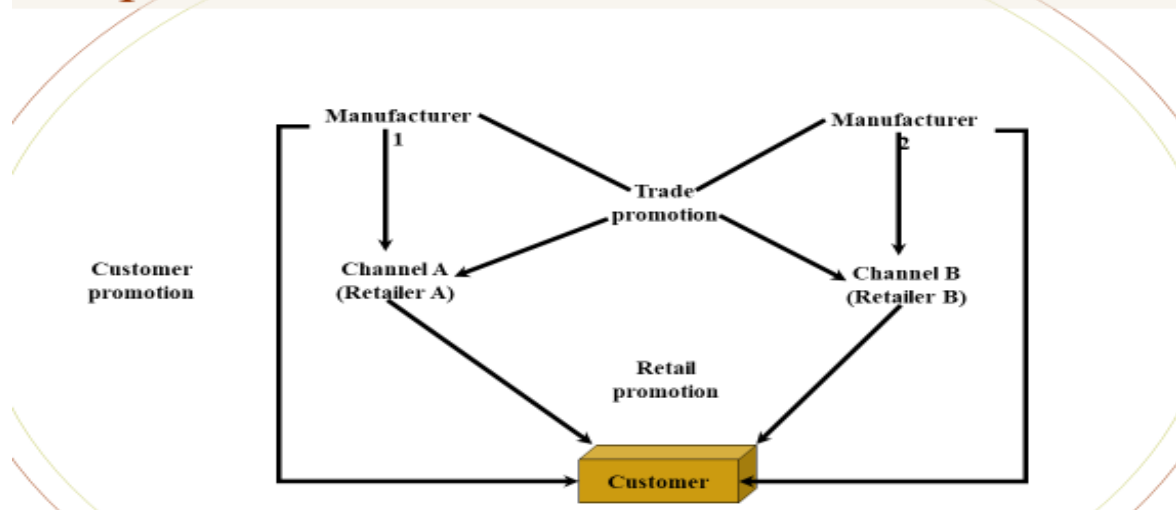 Manufacturer
1
Manufacturer
2
Trade
promotion
Customer
promotion
Channel A
(Retailer A)
Channel B
(Retailer B)
Retail
promotion
Customer